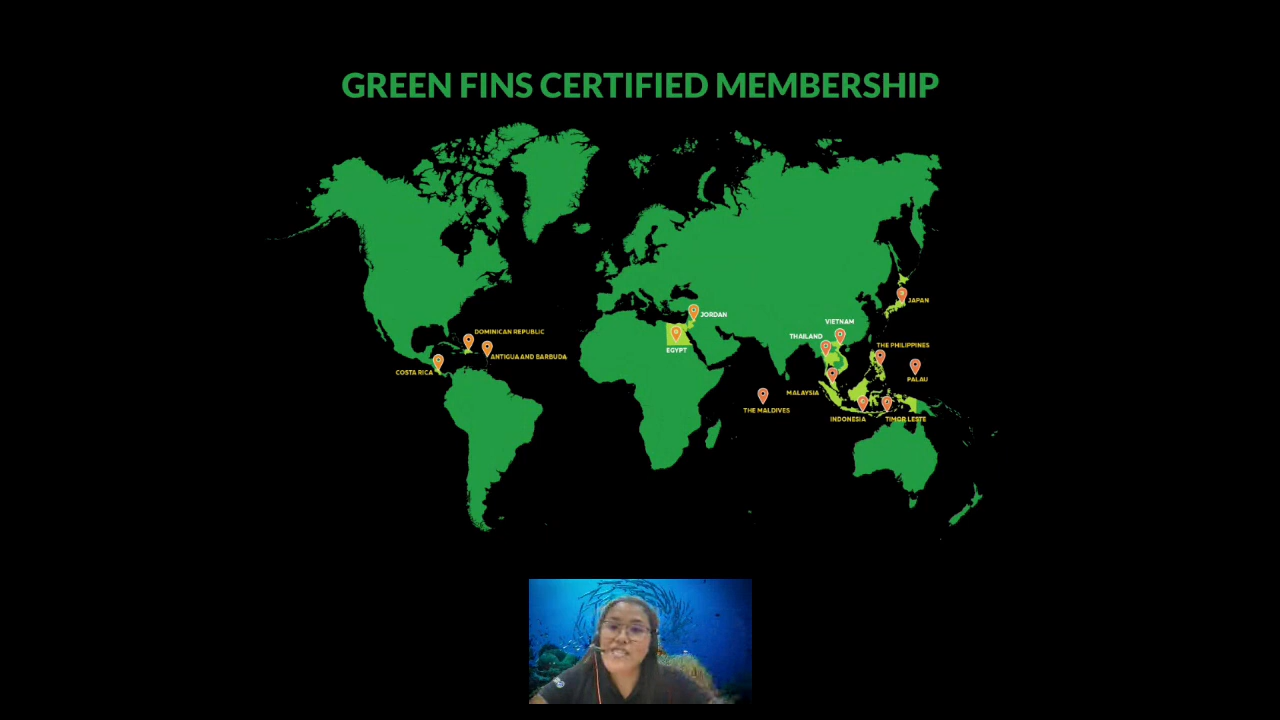 GREEN FINS CERTIFIED MEMBERSHIP
JAPAN
JORDAN
VIETNAM
DOMINICAN REPUBLIC
THAILAND
THE PHILIPPINES
EGYPT
ANTIGUA AND BARBUDA
COSTA RICA
PALAU
MALAYSIA
THE MALDIVES
INDONESIA
TIMOR LESTE